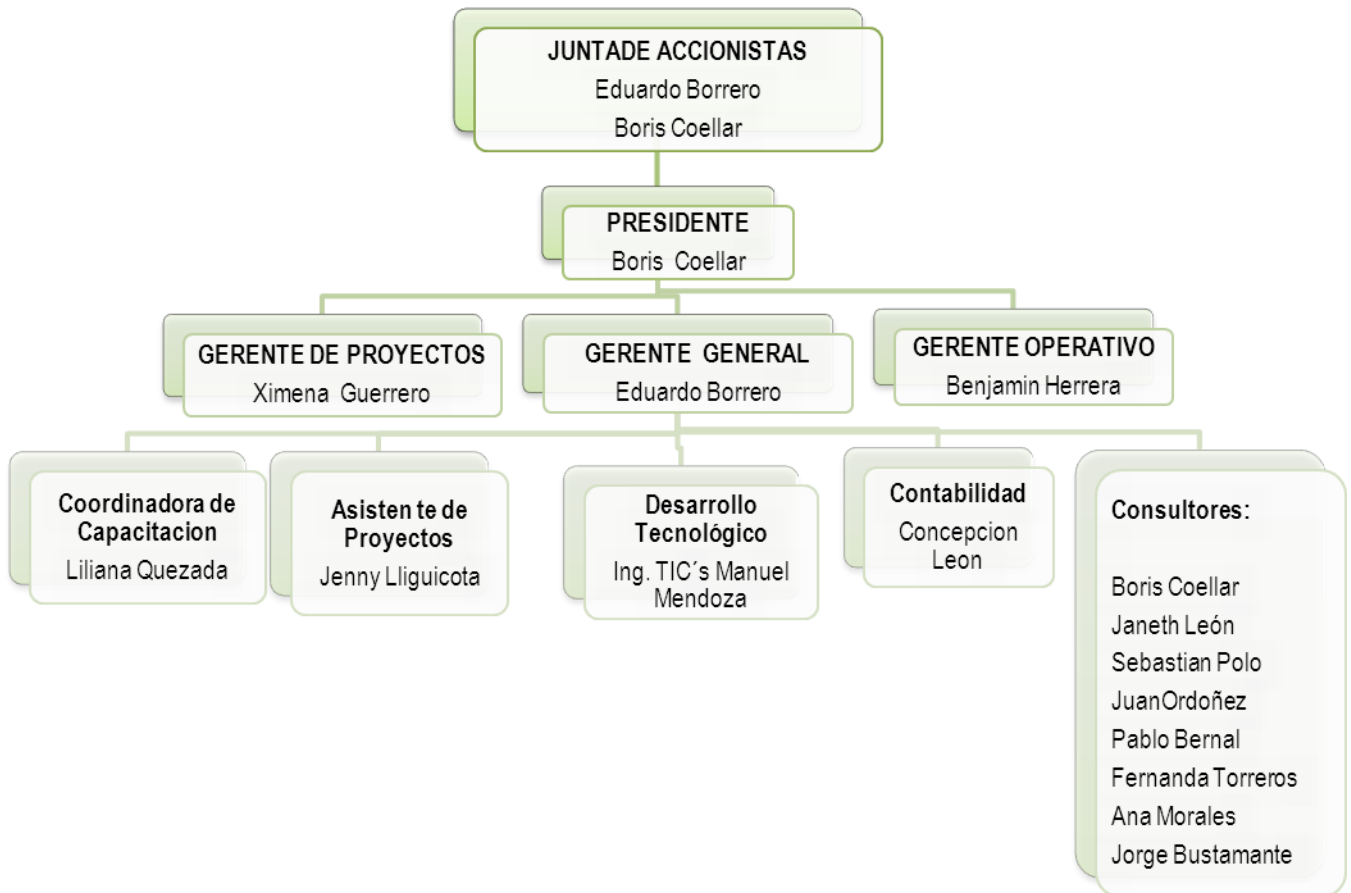 JUNTADE ACCIONISTAS
Eduardo Borrero
Boris Coellar
PRESIDENTE
Boris Coellar
GERENTE DE PROYECTOS
Ximena Guerrero
GERENTE GENERAL
Eduardo Borrero
GERENTE OPERATIVO
Benjamin Herrera
Coordinadora de
Capacitacion
Liliana Quezada
Asisten te de
Proyectos
Jenny Lliguicota
Desarrollo
Tecnológico
Ing. TIC´s Manuel
Mendoza
Contabilidad
Concepcion
Leon
Consultores:
Boris Coellar
Janeth León
Sebastian Polo
JuanOrdoñez
Pablo Bernal
Fernanda Torreros
Ana Morales
Jorge Bustamante